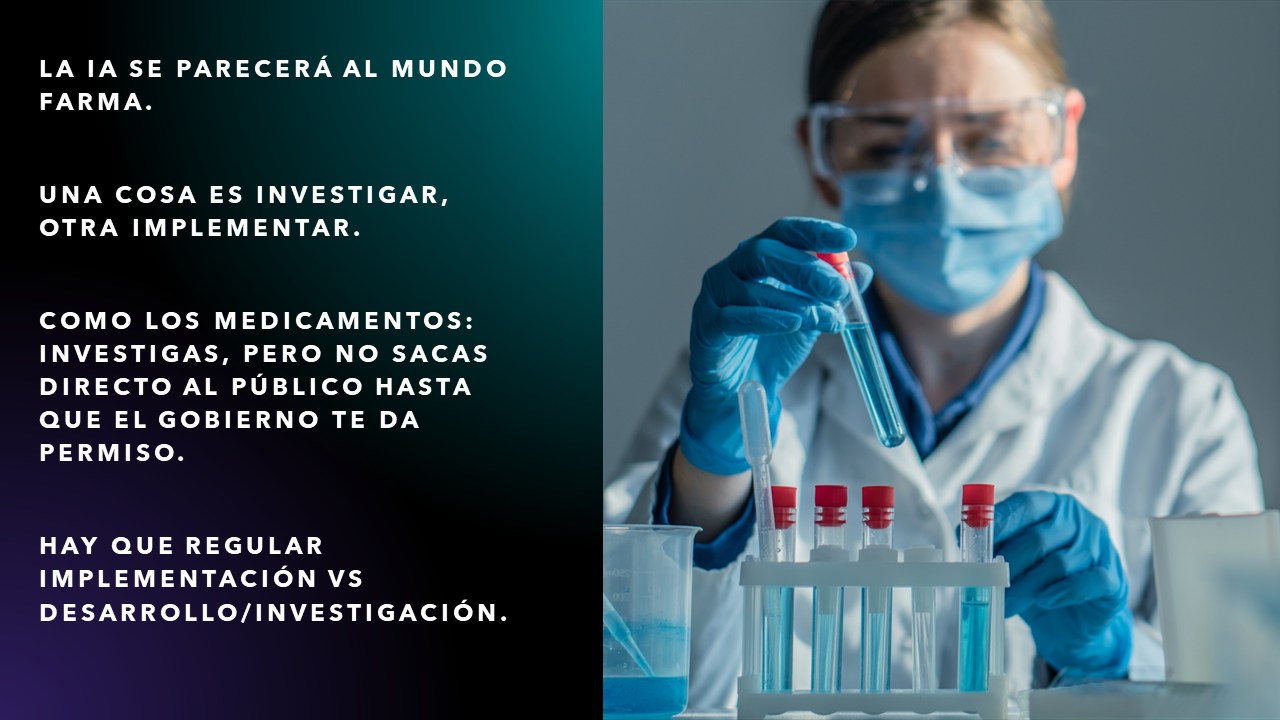 LA IA SE PARECERÁ AL MUNDO
FARMA.
UNA COSA ES INVESTIGAR,
OTRA IMPLEMENTAR.
COMO LOS MEDICAMENTOS:
INVESTIGAS, PERO NO SACAS
DIRECTO AL PÚBLICO HASTA
QUE EL GOBIERNO TE DA
PERMISO.
HAY QUE REGULAR
IMPLEMENTACIÓN VS
DESARROLLO/INVESTIGACIÓN.